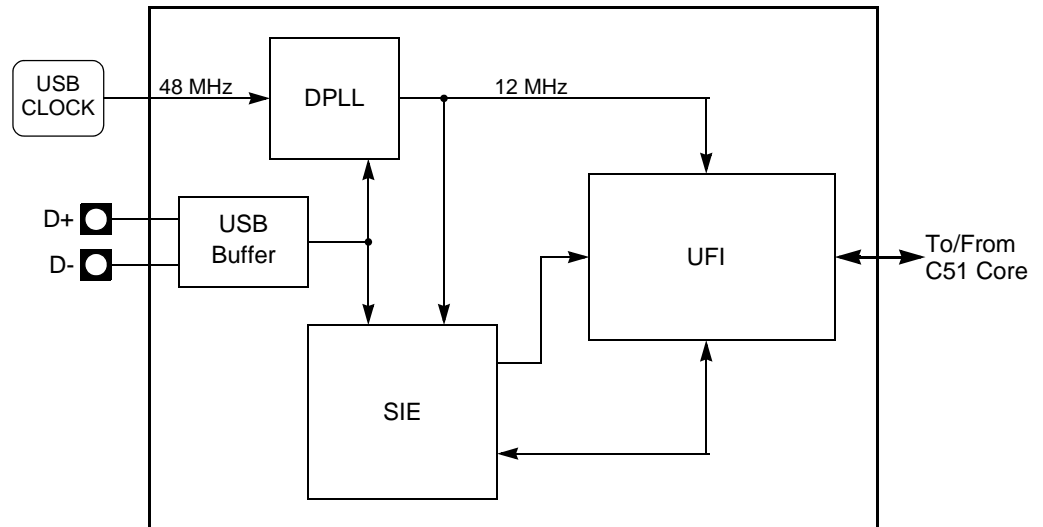 USB
CLOCK
48 MHz
DPLL
12 MHz
D+
D-
USB
Buffer
UFI
To/From
C51 Core
SIE